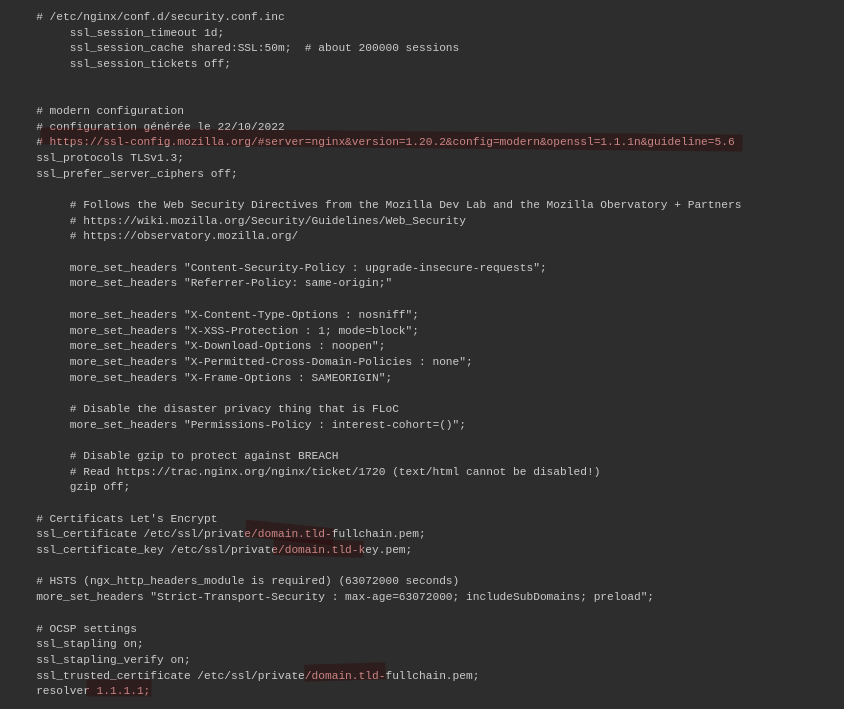 # /etc/nginx/conf.d/security.conf.inc
ssl_session_timeout 1d;
ssl_session_cache shared:SSL:50m;  # about 200000 sessions
ssl_session_tickets off;
# modern configuration
# configuration générée le 22/10/2022
# https://ssl-config.mozilla.org/#server=nginx&version=1.20.2&config=modern&openssl=1.1.1n&guideline=5.6
ssl_protocols TLSv1.3;
ssl_prefer_server_ciphers off;
# Follows the Web Security Directives from the Mozilla Dev Lab and the Mozilla Obervatory + Partners
# https://wiki.mozilla.org/Security/Guidelines/Web_Security
# https://observatory.mozilla.org/
more_set_headers "Content-Security-Policy : upgrade-insecure-requests";
more_set_headers "Referrer-Policy: same-origin;"
more_set_headers "X-Content-Type-Options : nosniff";
more_set_headers "X-XSS-Protection : 1; mode=block";
more_set_headers "X-Download-Options : noopen";
more_set_headers "X-Permitted-Cross-Domain-Policies : none";
more_set_headers "X-Frame-Options : SAMEORIGIN";
# Disable the disaster privacy thing that is FLoC
more_set_headers "Permissions-Policy : interest-cohort=()";
# Disable gzip to protect against BREACH
# Read https://trac.nginx.org/nginx/ticket/1720 (text/html cannot be disabled!)
gzip off;
# Certificats Let's Encrypt
ssl_certificate /etc/ssl/private/domain.tld-fullchain.pem;
ssl_certificate_key /etc/ssl/private/domain.tld-key.pem;
# HSTS (ngx_http_headers_module is required) (63072000 seconds)
more_set_headers "Strict-Transport-Security : max-age=63072000; includeSubDomains; preload";
# OCSP settings
ssl_stapling on;
ssl_stapling_verify on;
ssl_trusted_certificate /etc/ssl/private/domain.tld-fullchain.pem;
resolver 1.1.1.1;